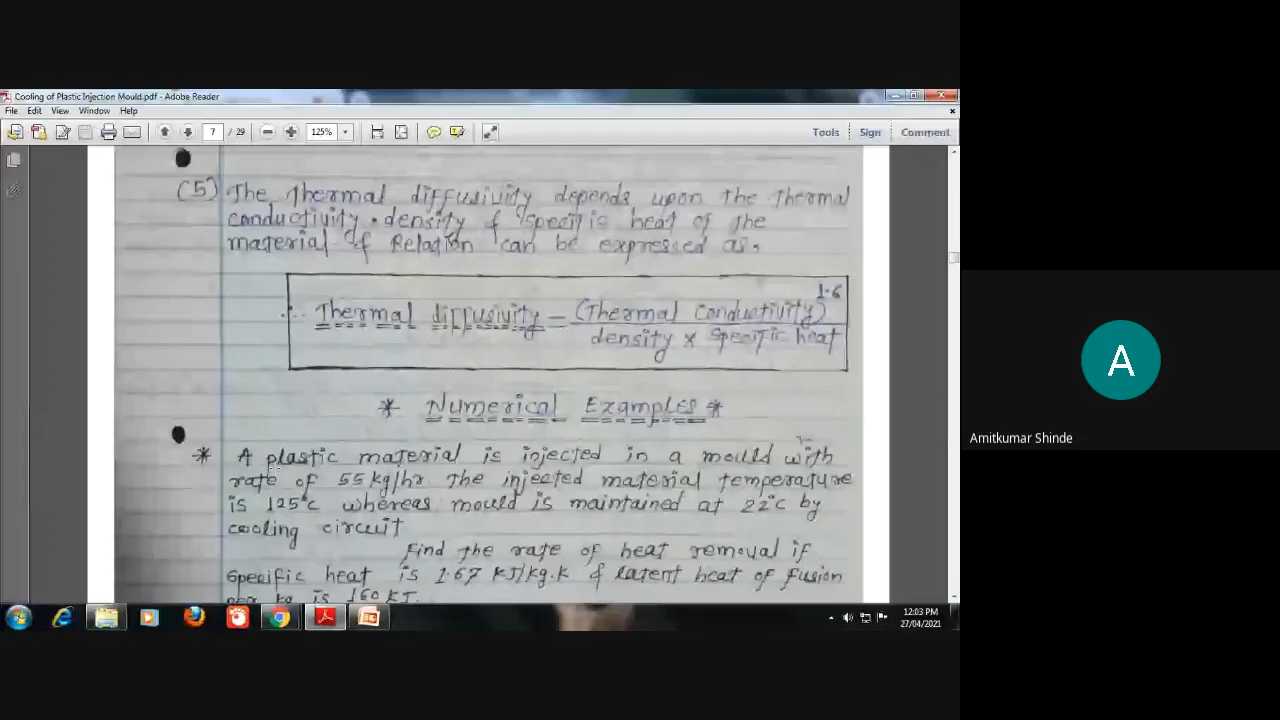 Cooling of Plastic Injection Mould.pdf - Adobe Reader
File Edit View Window Help
7 / 29 125% Tools Sign Comment
(5) The Thermal diffusivity depends upon the thermal
conductivity. density & specific heat of the
material & Relation can be expressed as.
∴ Thermal diffusivity = (Thermal Conductivity)^1.6
density × Specific heat
* Numerical Examples *
* A plastic material is injected in a mould with
rate of 55 kg/hr The injected material temperature
is 125°c whereas mould is maintained at 22°c by
cooling circuit
Find the rate of heat removal if
Specific heat is 1.67 KJ/kg.K & latent heat of fusion
per kg is 160 KJ.
A
Amitkumar Shinde
12:03 PM
27/04/2021